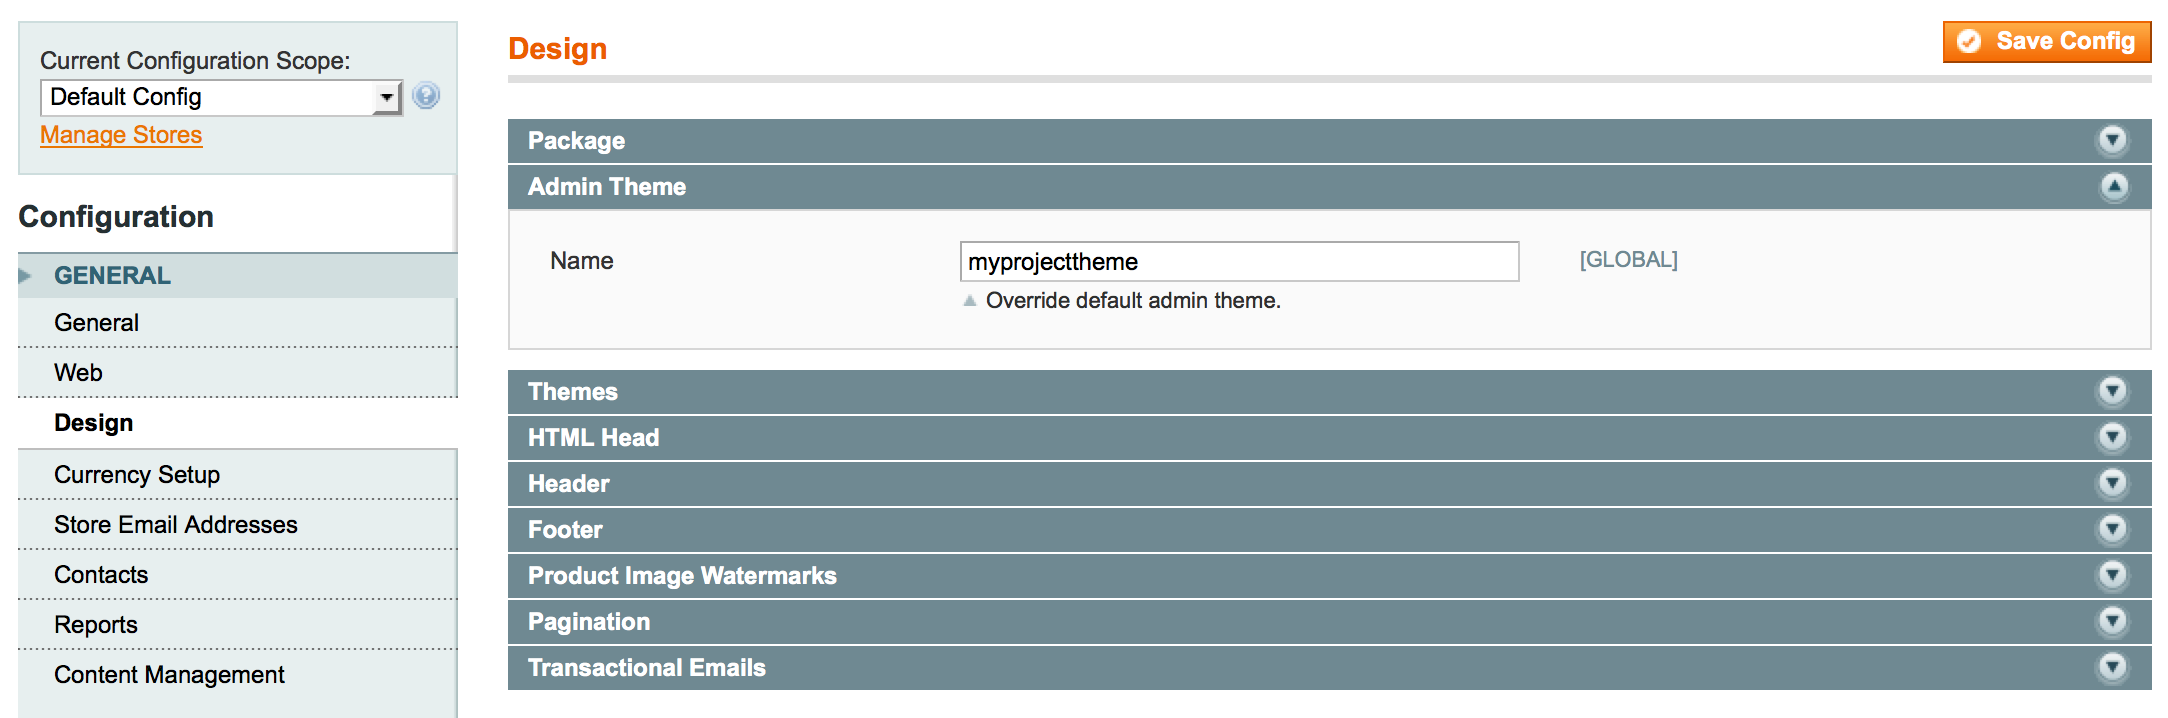 Current Configuration Scope:
Default Config
Manage Stores
Configuration
GENERAL
General
Web
Design
Currency Setup
Store Email Addresses
Contacts
Reports
Content Management
Design
Save Config
Package
Admin Theme
Name
myprojecttheme
[GLOBAL]
Override default admin theme.
Themes
HTML Head
Header
Footer
Product Image Watermarks
Pagination
Transactional Emails